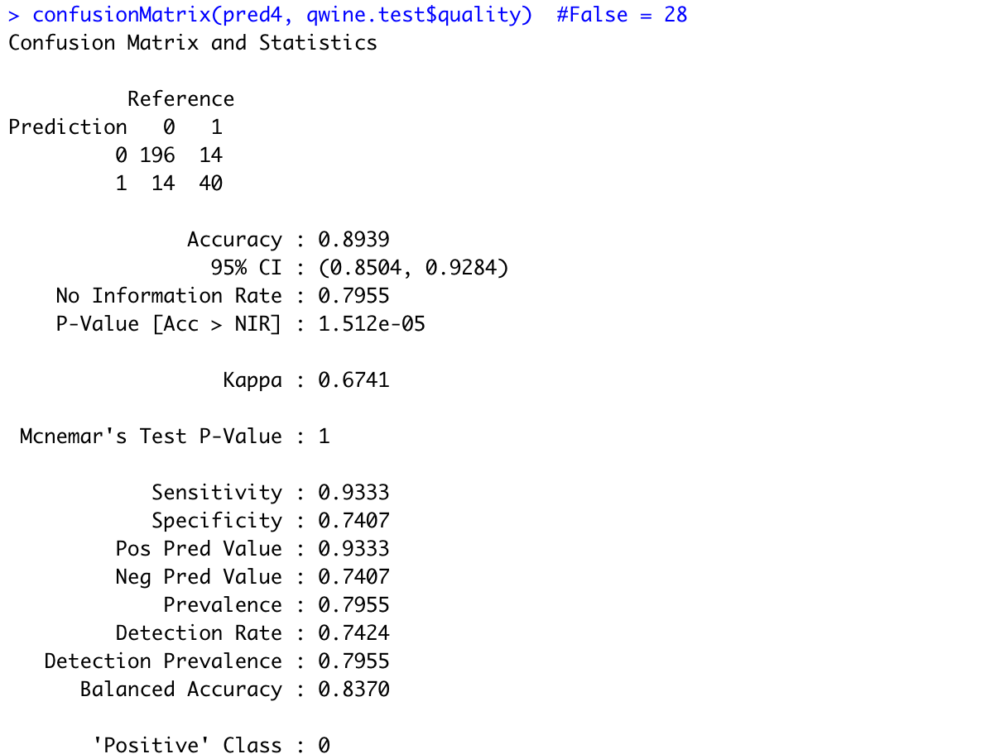 > confusionMatrix(pred4, qwine.test$quality)  #False = 28
Confusion Matrix and Statistics

          Reference
Prediction   0   1
         0 196  14
         1  14  40

               Accuracy : 0.8939
                 95% CI : (0.8504, 0.9284)
    No Information Rate : 0.7955
    P-Value [Acc > NIR] : 1.512e-05

                  Kappa : 0.6741

 Mcnemar's Test P-Value : 1

            Sensitivity : 0.9333
            Specificity : 0.7407
         Pos Pred Value : 0.9333
         Neg Pred Value : 0.7407
             Prevalence : 0.7955
         Detection Rate : 0.7424
   Detection Prevalence : 0.7955
      Balanced Accuracy : 0.8370

       'Positive' Class : 0